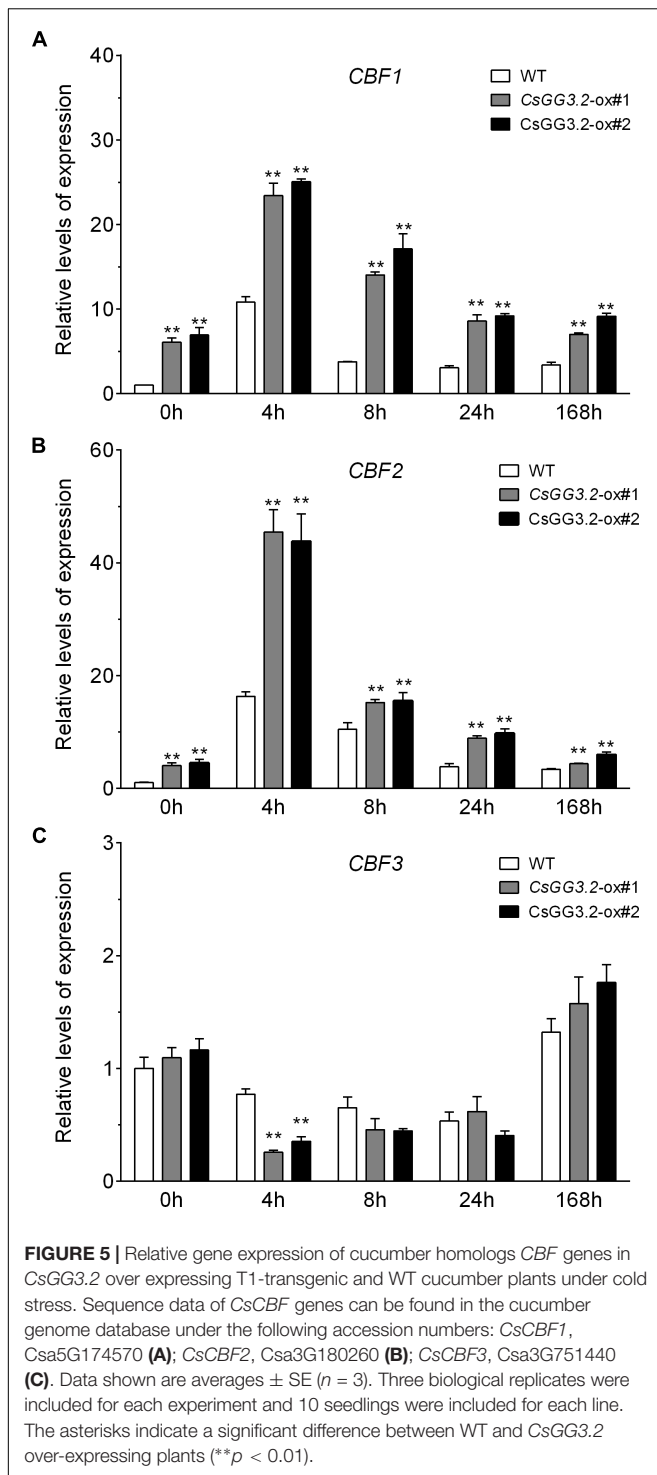 A
CBF1
WT
CsGG3.2-ox#1
CsGG3.2-ox#2
Relative levels of expression
40
30
20
10
0
** ** ** ** ** ** ** ** ** **
0h 4h 8h 24h 168h
B
CBF2
WT
CsGG3.2-ox#1
CsGG3.2-ox#2
Relative levels of expression
60
40
20
0
** ** ** ** ** ** ** ** ** **
0h 4h 8h 24h 168h
C
CBF3
WT
CsGG3.2-ox#1
CsGG3.2-ox#2
Relative levels of expression
3
2
1
0
** **
0h 4h 8h 24h 168h
FIGURE 5 | Relative gene expression of cucumber homologs CBF genes in
CsGG3.2 over expressing T1-transgenic and WT cucumber plants under cold
stress. Sequence data of CsCBF genes can be found in the cucumber
genome database under the following accession numbers: CsCBF1,
Csa5G174570 (A); CsCBF2, Csa3G180260 (B); CsCBF3, Csa3G751440
(C). Data shown are averages ± SE (n = 3). Three biological replicates were
included for each experiment and 10 seedlings were included for each line.
The asterisks indicate a significant difference between WT and CsGG3.2
over-expressing plants (**p < 0.01).